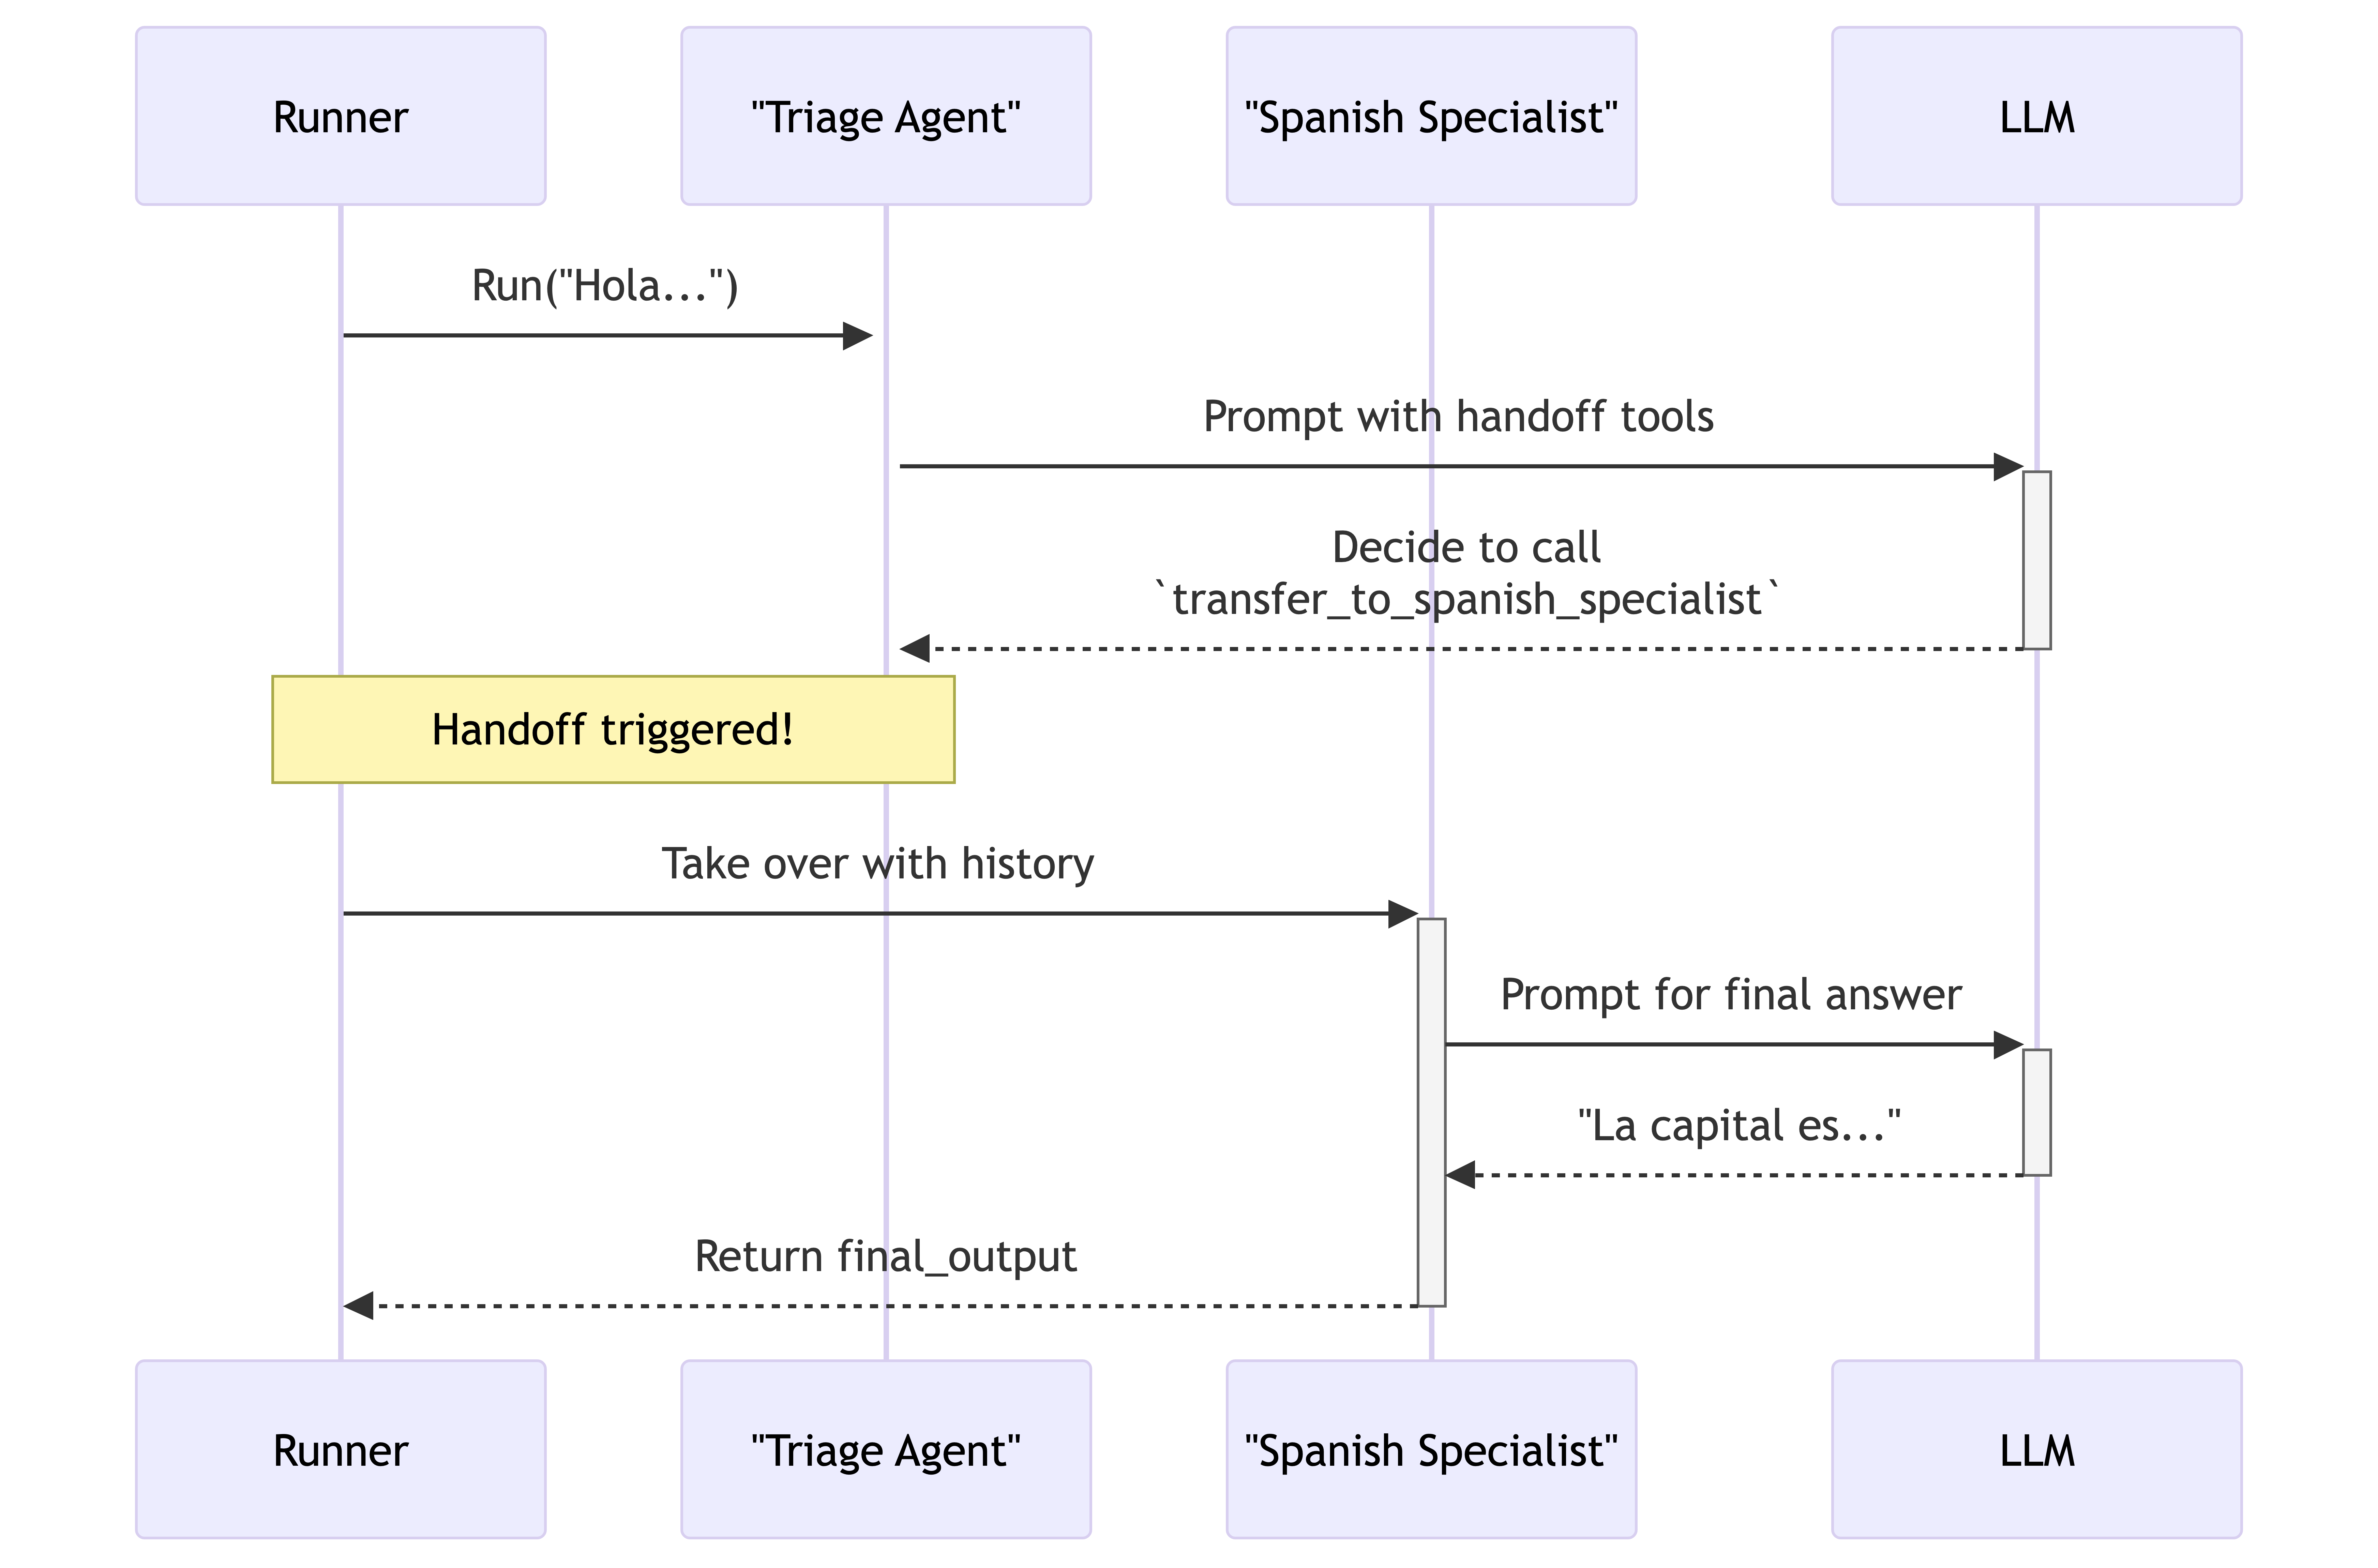 Runner
"Triage Agent"
"Spanish Specialist"
LLM
Run("Hola...")
Prompt with handoff tools
Decide to call
`transfer_to_spanish_specialist`
Handoff triggered!
Take over with history
Prompt for final answer
"La capital es..."
Return final_output
Runner
"Triage Agent"
"Spanish Specialist"
LLM